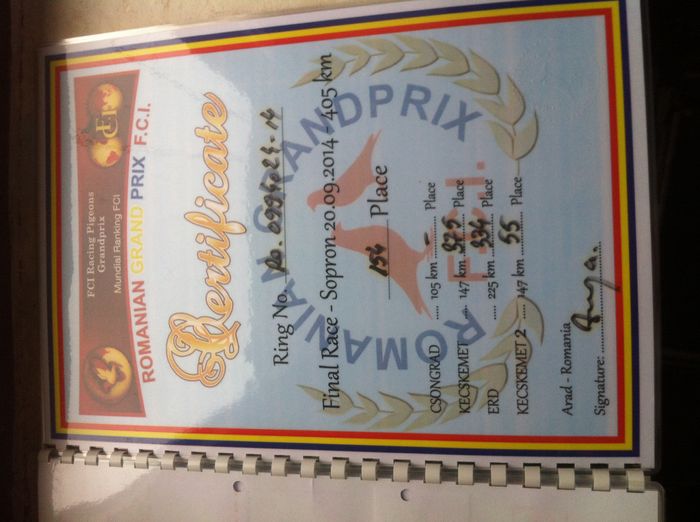 FCI Racing Pigeons
Grandprix
Mundial Ranking FCI
FCI
ROMANIAN GRAND PRIX F.C.I.
Certificate
ROMANIAN GRANDPRIX
F.C.I.
Ring No.
Final Race - Sopron 20.09.2014 - 405 km
154 Place
CSONGRAD ..... 105 km ..... - ..... Place
KECSKEMET ..... 147 km ..... Place
ERD ..... 225 km ..... 334 ..... Place
KECSKEMET 2 ..... 147 km ..... 55 ..... Place
Arad - Romania
Signature: